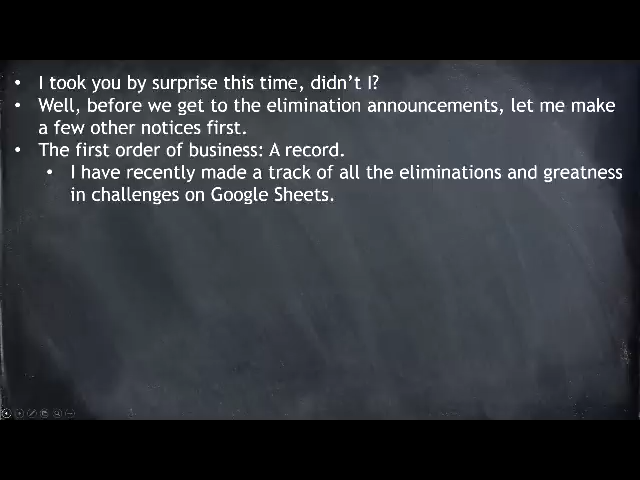 • I took you by surprise this time, didn't I?
• Well, before we get to the elimination announcements, let me make
a few other notices first.
• The first order of business: A record.
• I have recently made a track of all the eliminations and greatness
in challenges on Google Sheets.